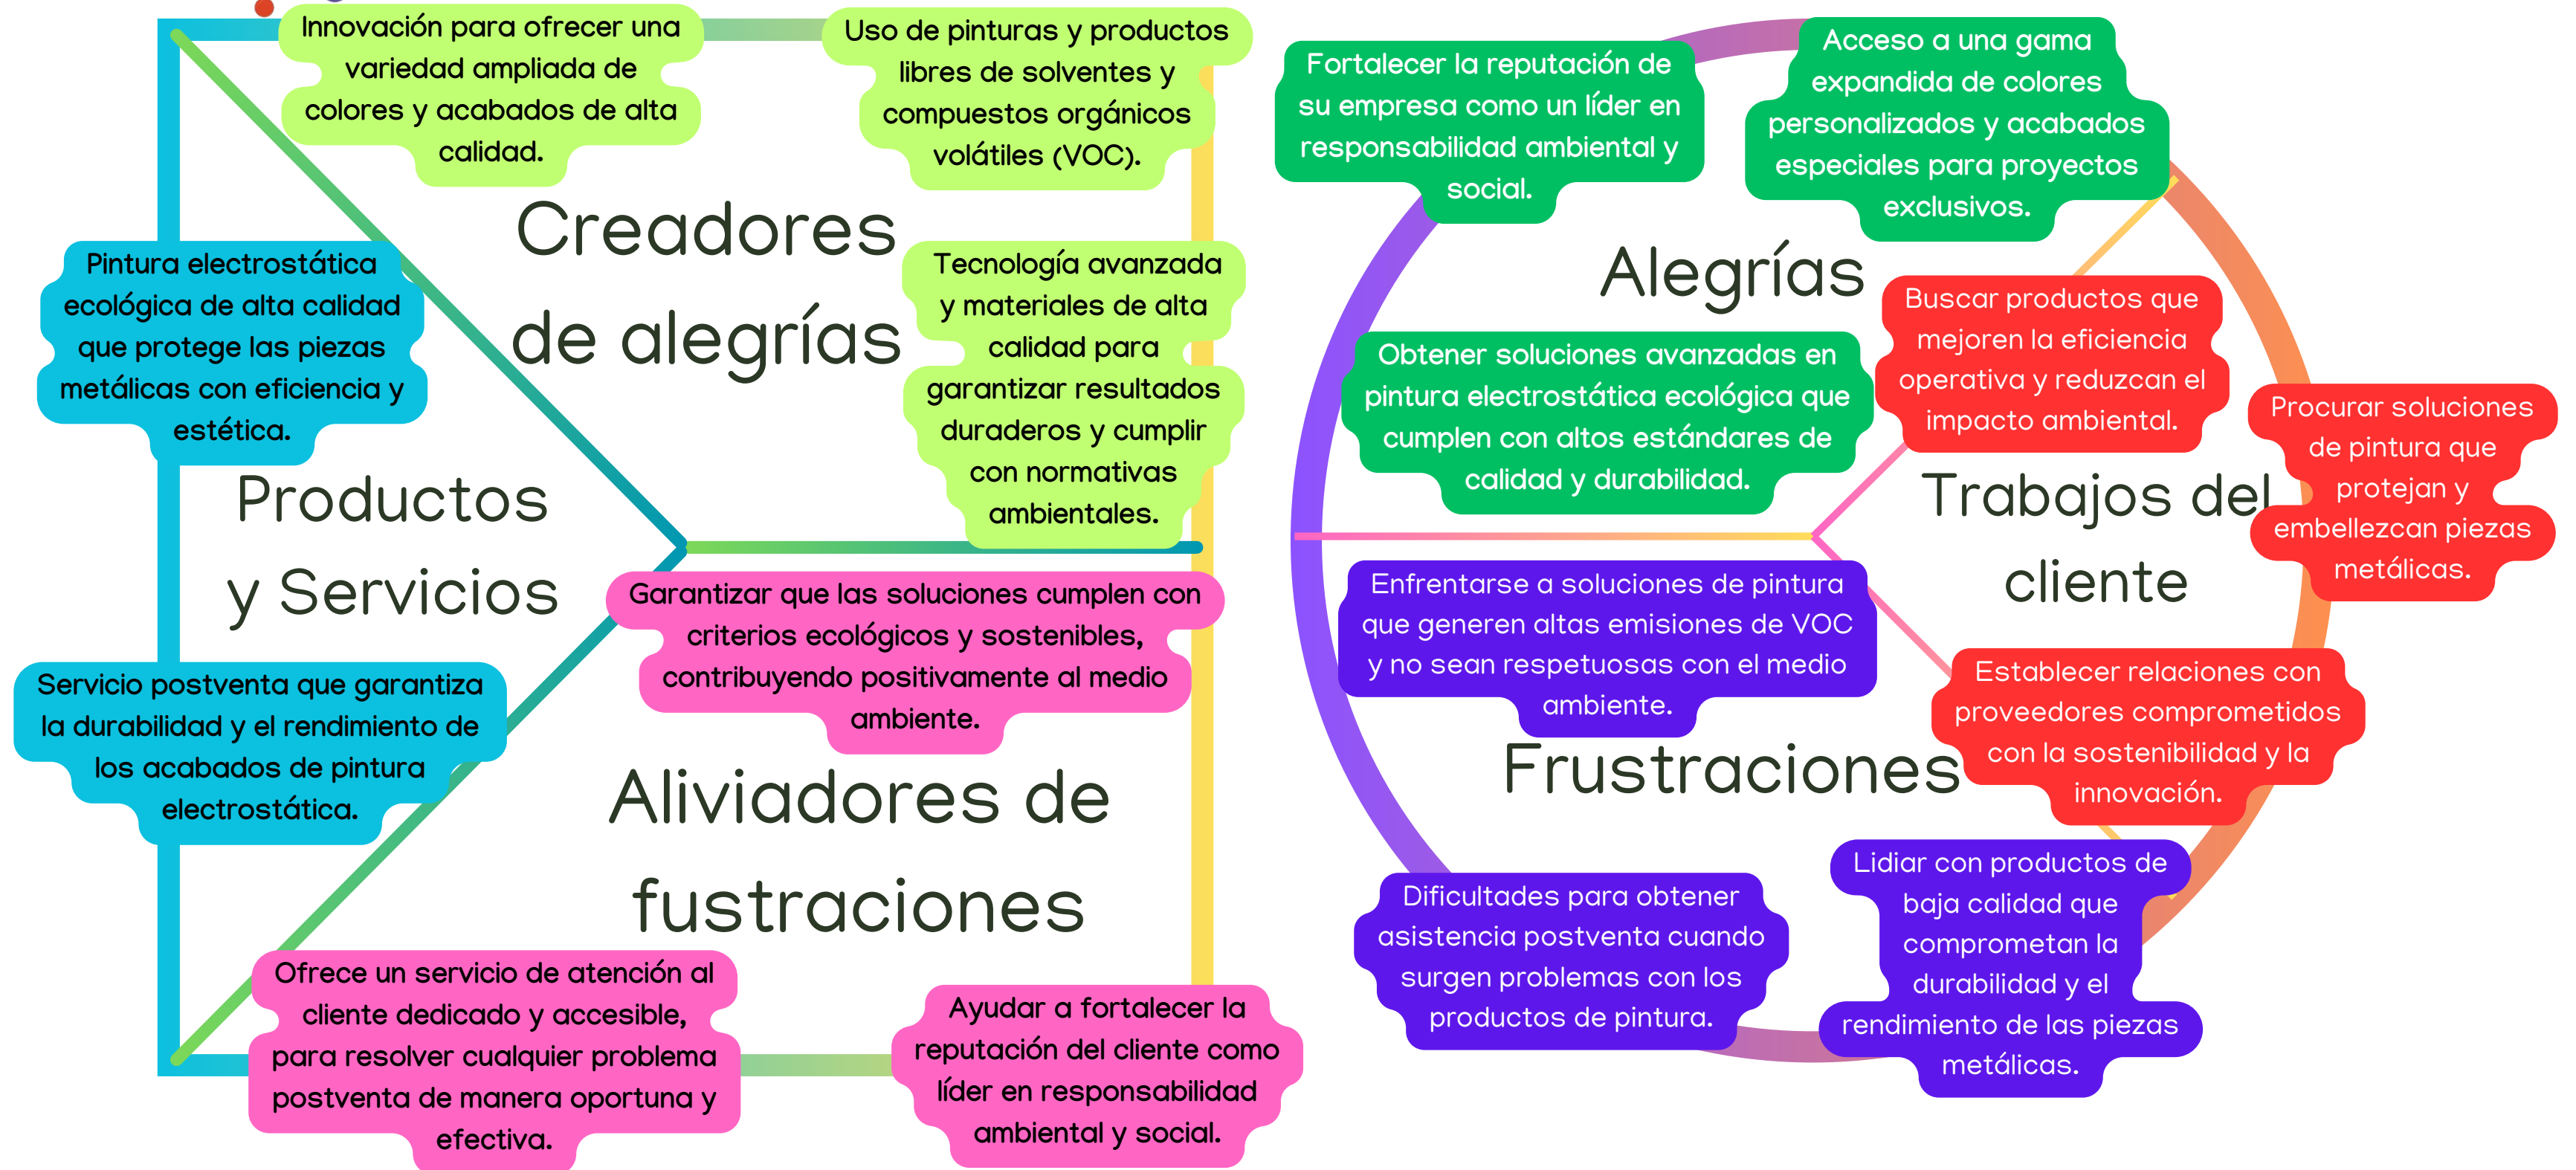 Innovación para ofrecer una
variedad ampliada de
colores y acabados de alta
calidad.
Uso de pinturas y productos
libres de solventes y
compuestos orgánicos
volátiles (VOC).
Creadores
de alegrías
Tecnología avanzada
y materiales de alta
calidad para
garantizar resultados
duraderos y cumplir
con normativas
ambientales.
Pintura electrostática
ecológica de alta calidad
que protege las piezas
metálicas con eficiencia y
estética.
Productos
y Servicios
Servicio postventa que garantiza
la durabilidad y el rendimiento de
los acabados de pintura
electrostática.
Garantizar que las soluciones cumplen con
criterios ecológicos y sostenibles,
contribuyendo positivamente al medio
ambiente.
Aliviadores de
fustraciones
Ofrece un servicio de atención al
cliente dedicado y accesible,
para resolver cualquier problema
postventa de manera oportuna y
efectiva.
Ayudar a fortalecer la
reputación del cliente como
líder en responsabilidad
ambiental y social.
Fortalecer la reputación de
su empresa como un líder en
responsabilidad ambiental y
social.
Acceso a una gama
expandida de colores
personalizados y acabados
especiales para proyectos
exclusivos.
Alegrías
Obtener soluciones avanzadas en
pintura electrostática ecológica que
cumplen con altos estándares de
calidad y durabilidad.
Buscar productos que
mejoren la eficiencia
operativa y reduzcan el
impacto ambiental.
Procurar soluciones
de pintura que
protejan y
embellezcan piezas
metálicas.
Trabajos del
cliente
Establecer relaciones con
proveedores comprometidos
con la sostenibilidad y la
innovación.
Enfrentarse a soluciones de pintura
que generen altas emisiones de VOC
y no sean respetuosas con el medio
ambiente.
Frustraciones
Dificultades para obtener
asistencia postventa cuando
surgen problemas con los
productos de pintura.
Lidiar con productos de
baja calidad que
comprometan la
durabilidad y el
rendimiento de las piezas
metálicas.